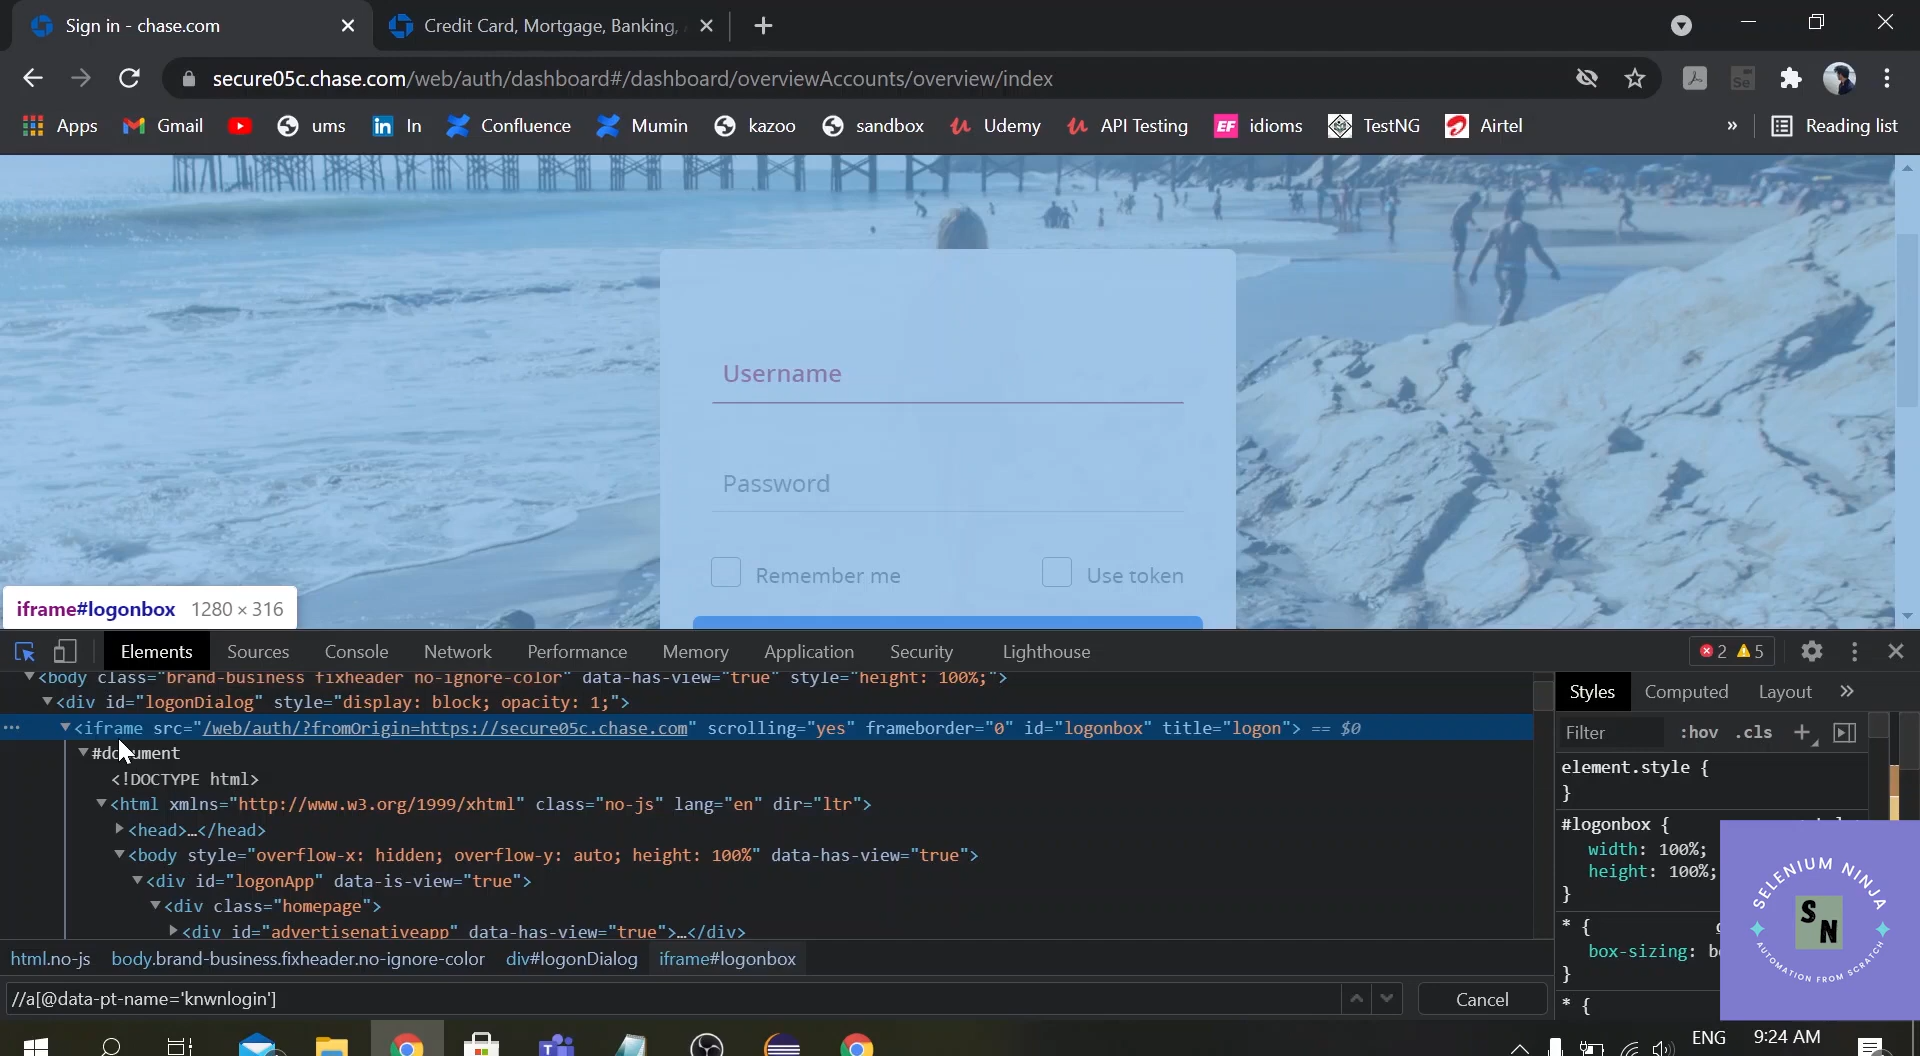 Sign in - chase.com
Credit Card, Mortgage, Banking,
secure05c.chase.com/web/auth/dashboard#/dashboard/overviewAccounts/overview/index
Apps Gmail ums In Confluence Mumin kazoo sandbox Udemy API Testing EF idioms TestNG Airtel » Reading list
Username
Password
Remember me Use token
iframe#logonbox 1280 × 316
Elements Sources Console Network Performance Memory Application Security Lighthouse 2 5
<body class="brand-business fixheader no-ignore-color" data-has-view="true" style="height: 100%;">
<div id="logonDialog" style="display: block; opacity: 1;">
<iframe src="/web/auth/?fromOrigin=https://secure05c.chase.com" scrolling="yes" frameborder="0" id="logonbox" title="logon"> == $0
#document
<!DOCTYPE html>
<html xmlns="http://www.w3.org/1999/xhtml" class="no-js" lang="en" dir="ltr">
<head>…</head>
<body style="overflow-x: hidden; overflow-y: auto; height: 100%" data-has-view="true">
<div id="logonApp" data-is-view="true">
<div class="homepage">
<div id="advertisenativeapp" data-has-view="true">…</div>
html.no-js body.brand-business.fixheader.no-ignore-color div#logonDialog iframe#logonbox
//a[@data-pt-name='knwnlogin']
Cancel
Styles Computed Layout »
Filter :hov .cls
element.style {
}
#logonbox {
width: 100%;
height: 100%;
}
* {
box-sizing:
}
* {
SELENIUM NINJA
SN
AUTOMATION FROM SCRATCH
ENG 9:24 AM